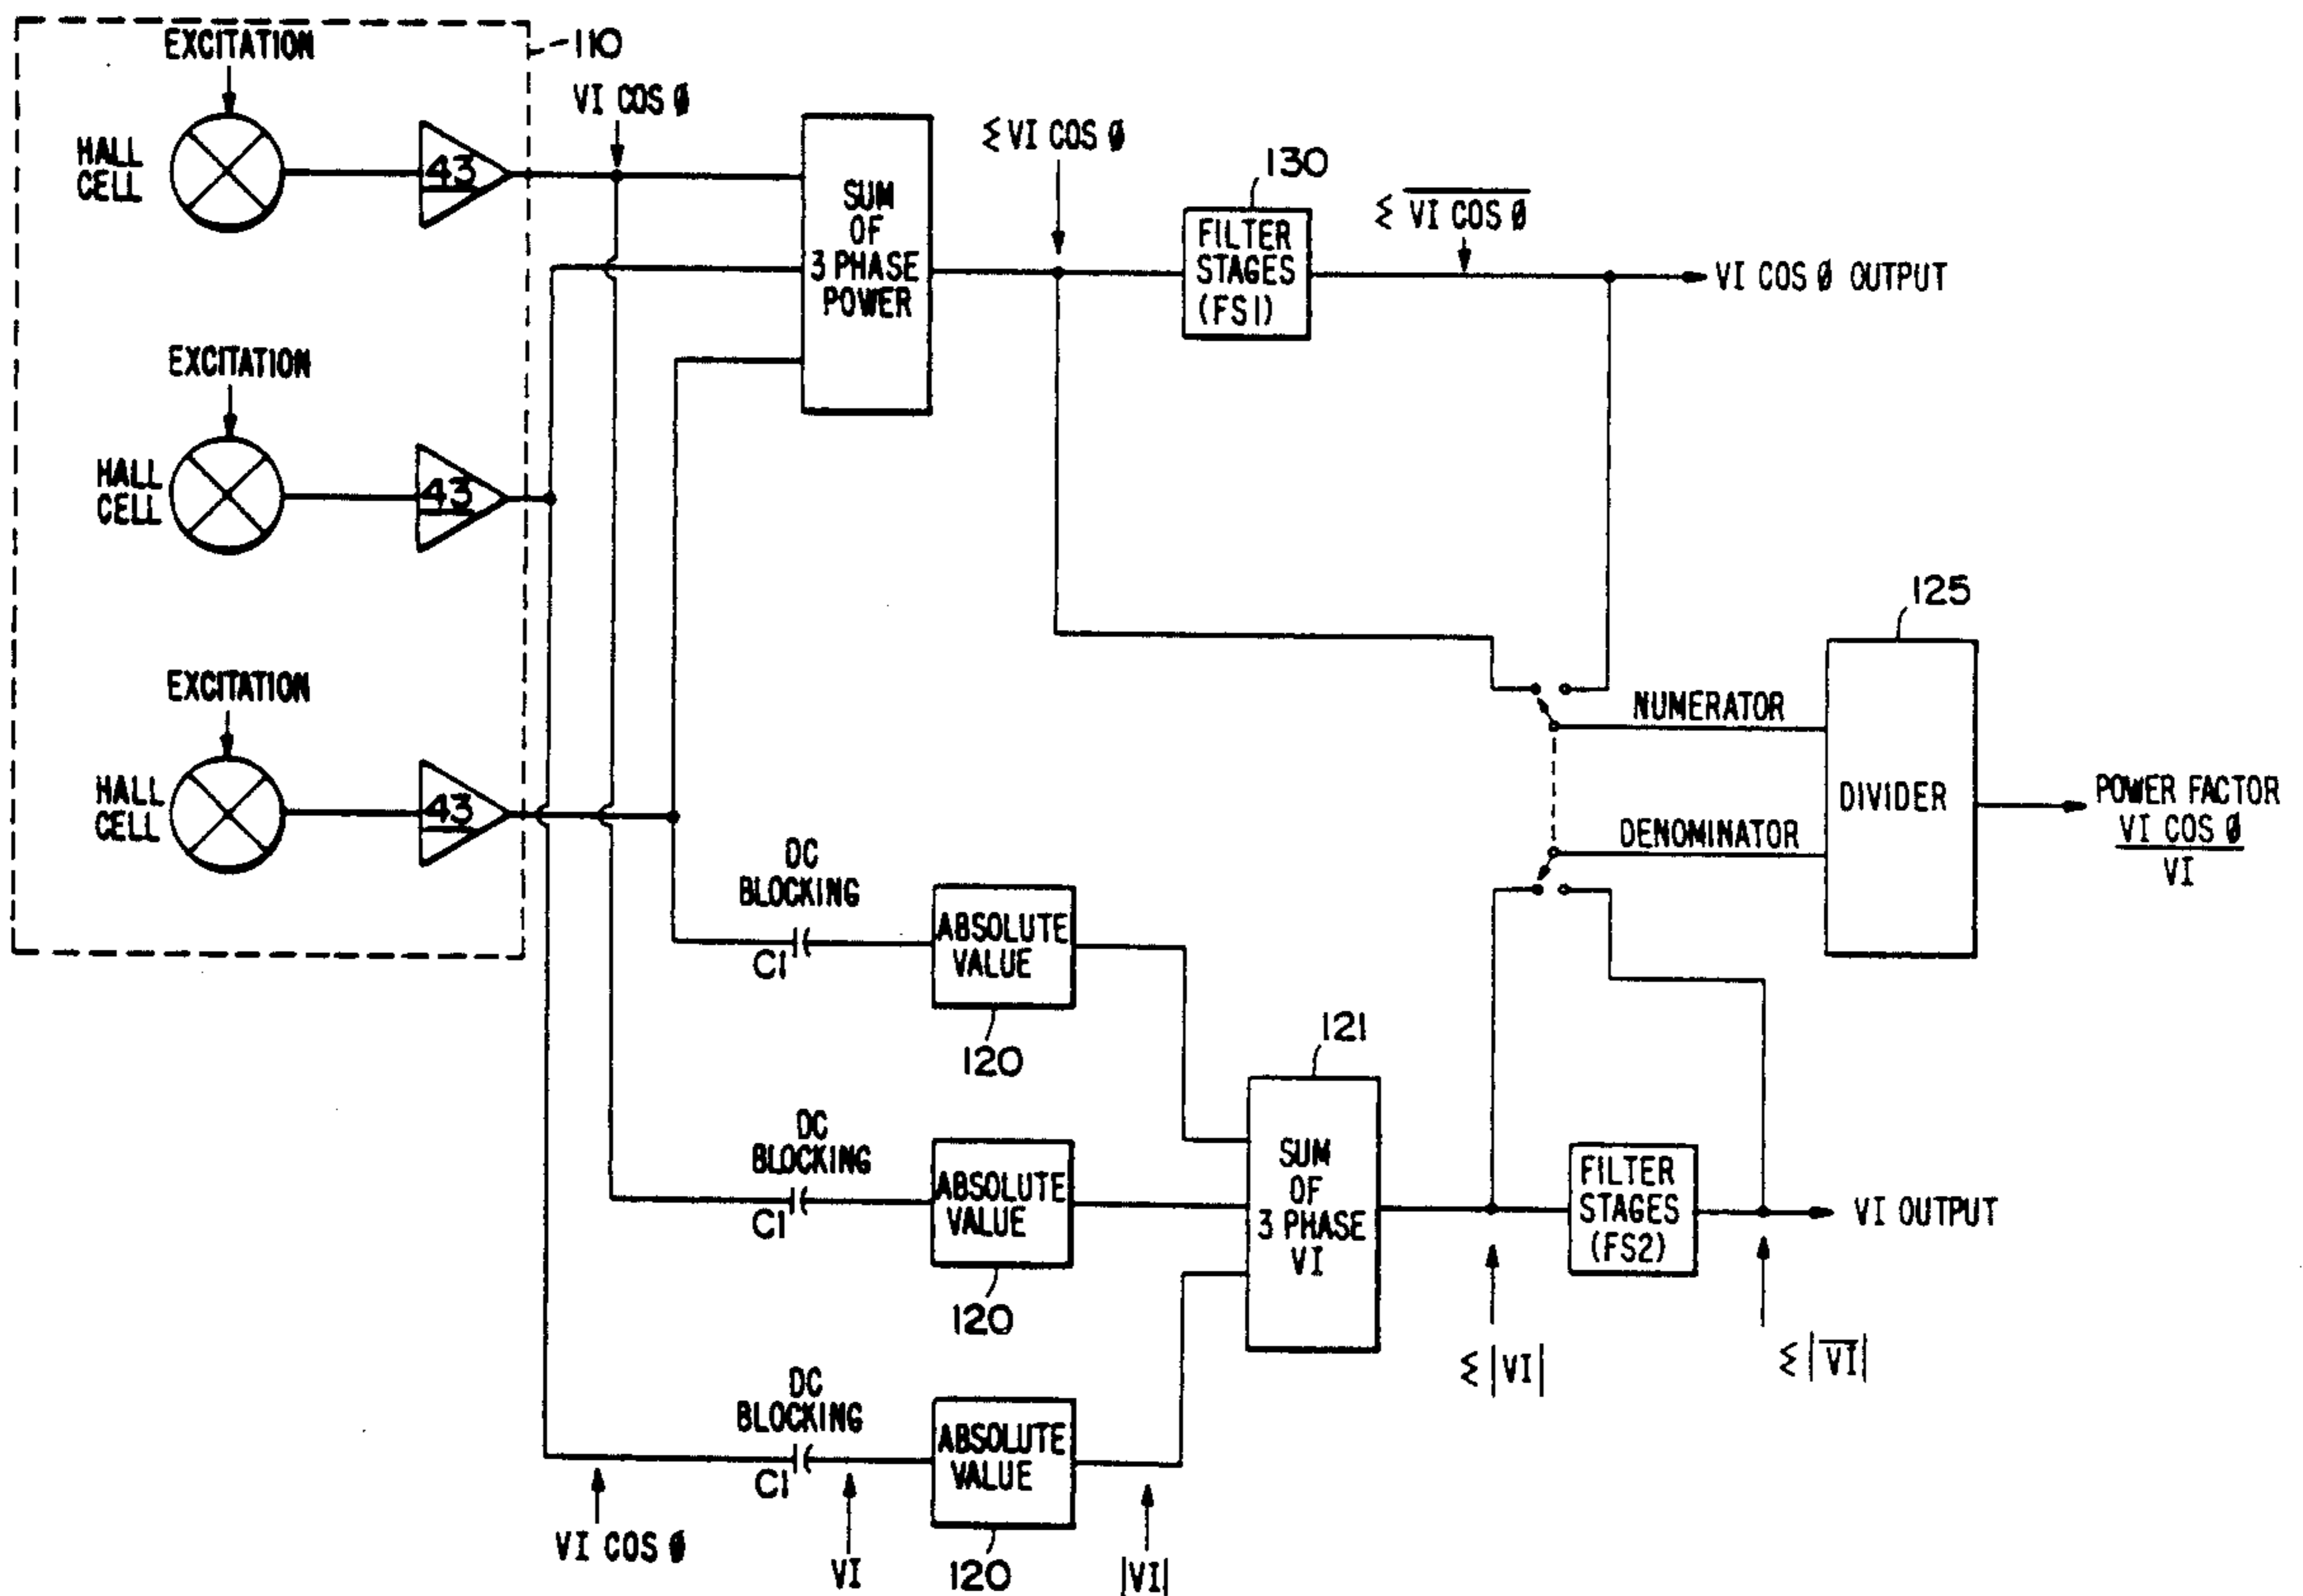 EXCITATION
110
VI COS Ø
HALL
CELL
43
SUM
OF
3 PHASE
POWER
Σ VI COS Ø
130
FILTER
STAGES
(FS1)
Σ VI COS Ø
VI COS Ø OUTPUT
EXCITATION
HALL
CELL
43
EXCITATION
HALL
CELL
43
125
NUMERATOR
DENOMINATOR
DIVIDER
POWER FACTOR
VI COS Ø
VI
DC
BLOCKING
C1
ABSOLUTE
VALUE
120
DC
BLOCKING
C1
ABSOLUTE
VALUE
120
121
SUM
OF
3 PHASE
VI
FILTER
STAGES
(FS2)
VI OUTPUT
Σ |VI|
Σ |VI|
DC
BLOCKING
C1
ABSOLUTE
VALUE
120
VI COS Ø
VI
|VI|